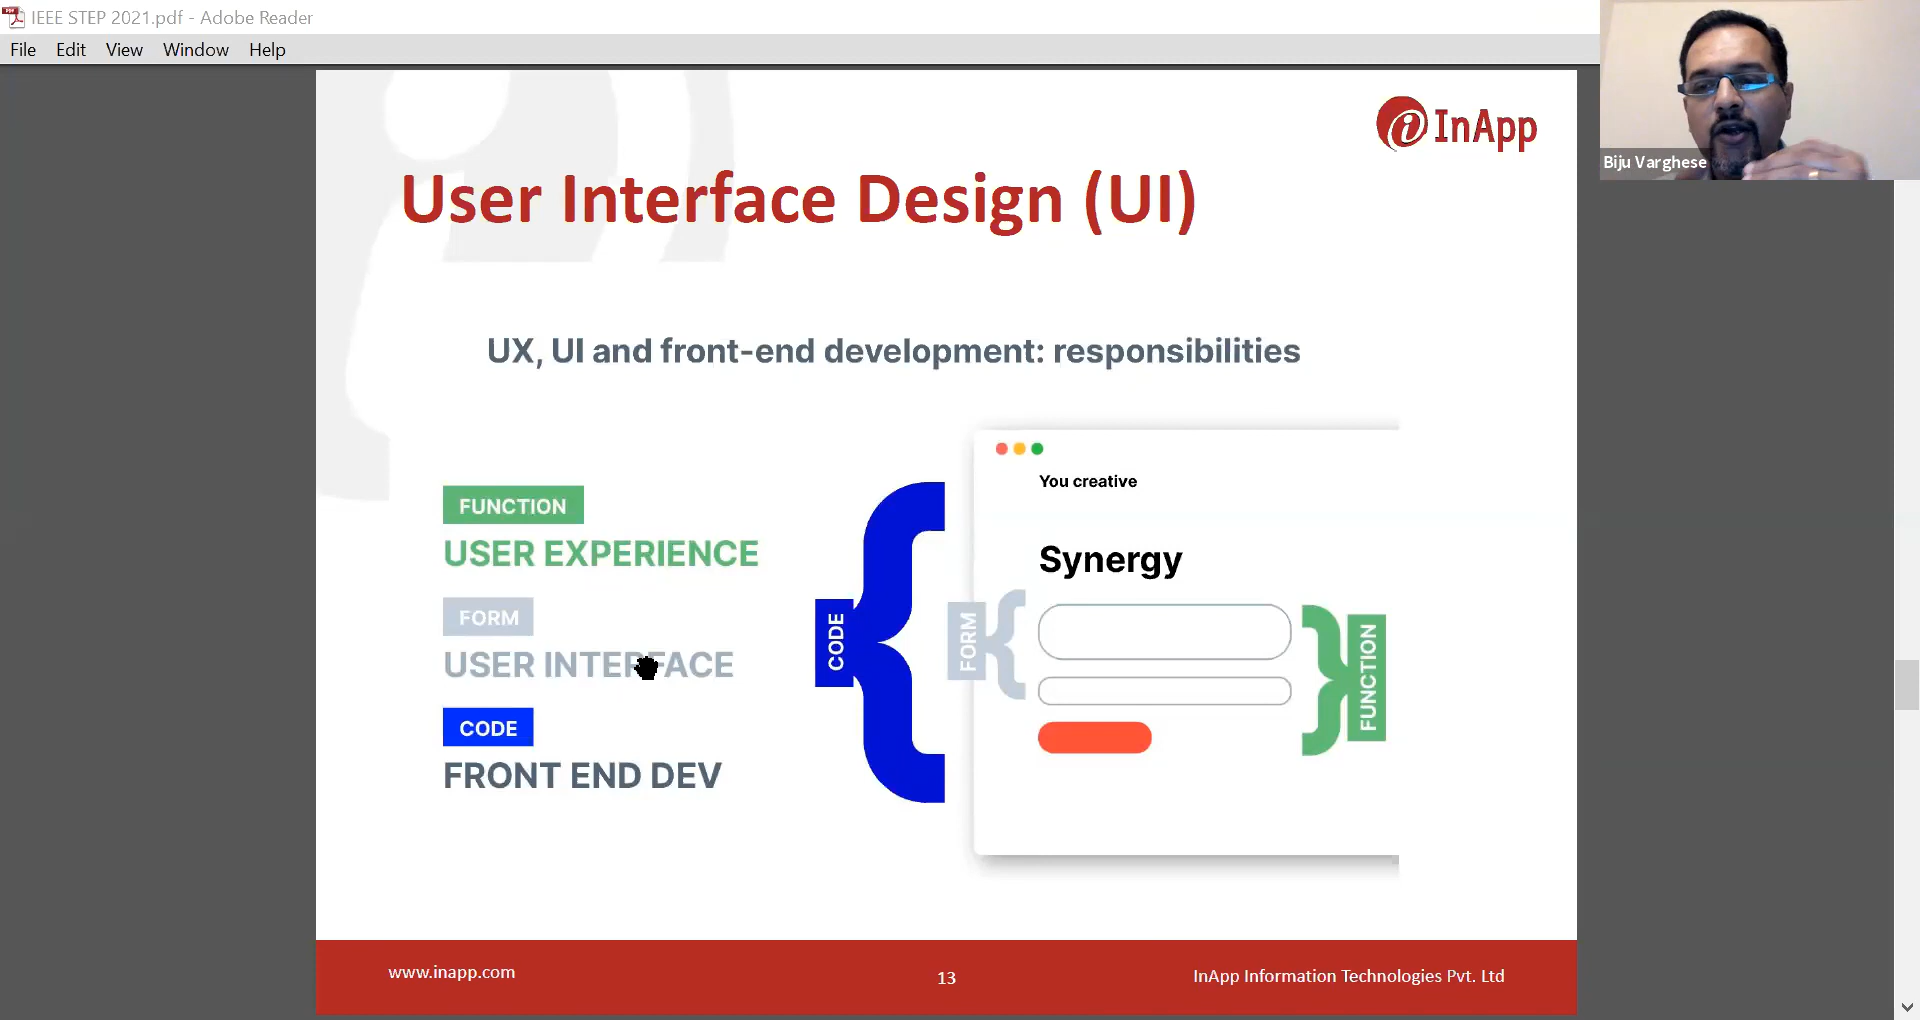 IEEE STEP 2021.pdf - Adobe Reader
File Edit View Window Help
Biju Varghese
InApp
User Interface Design (UI)
UX, UI and front-end development: responsibilities
FUNCTION
USER EXPERIENCE
FORM
USER INTERFACE
CODE
FRONT END DEV
CODE
FORM
You creative
Synergy
FUNCTION
www.inapp.com
13
InApp Information Technologies Pvt. Ltd